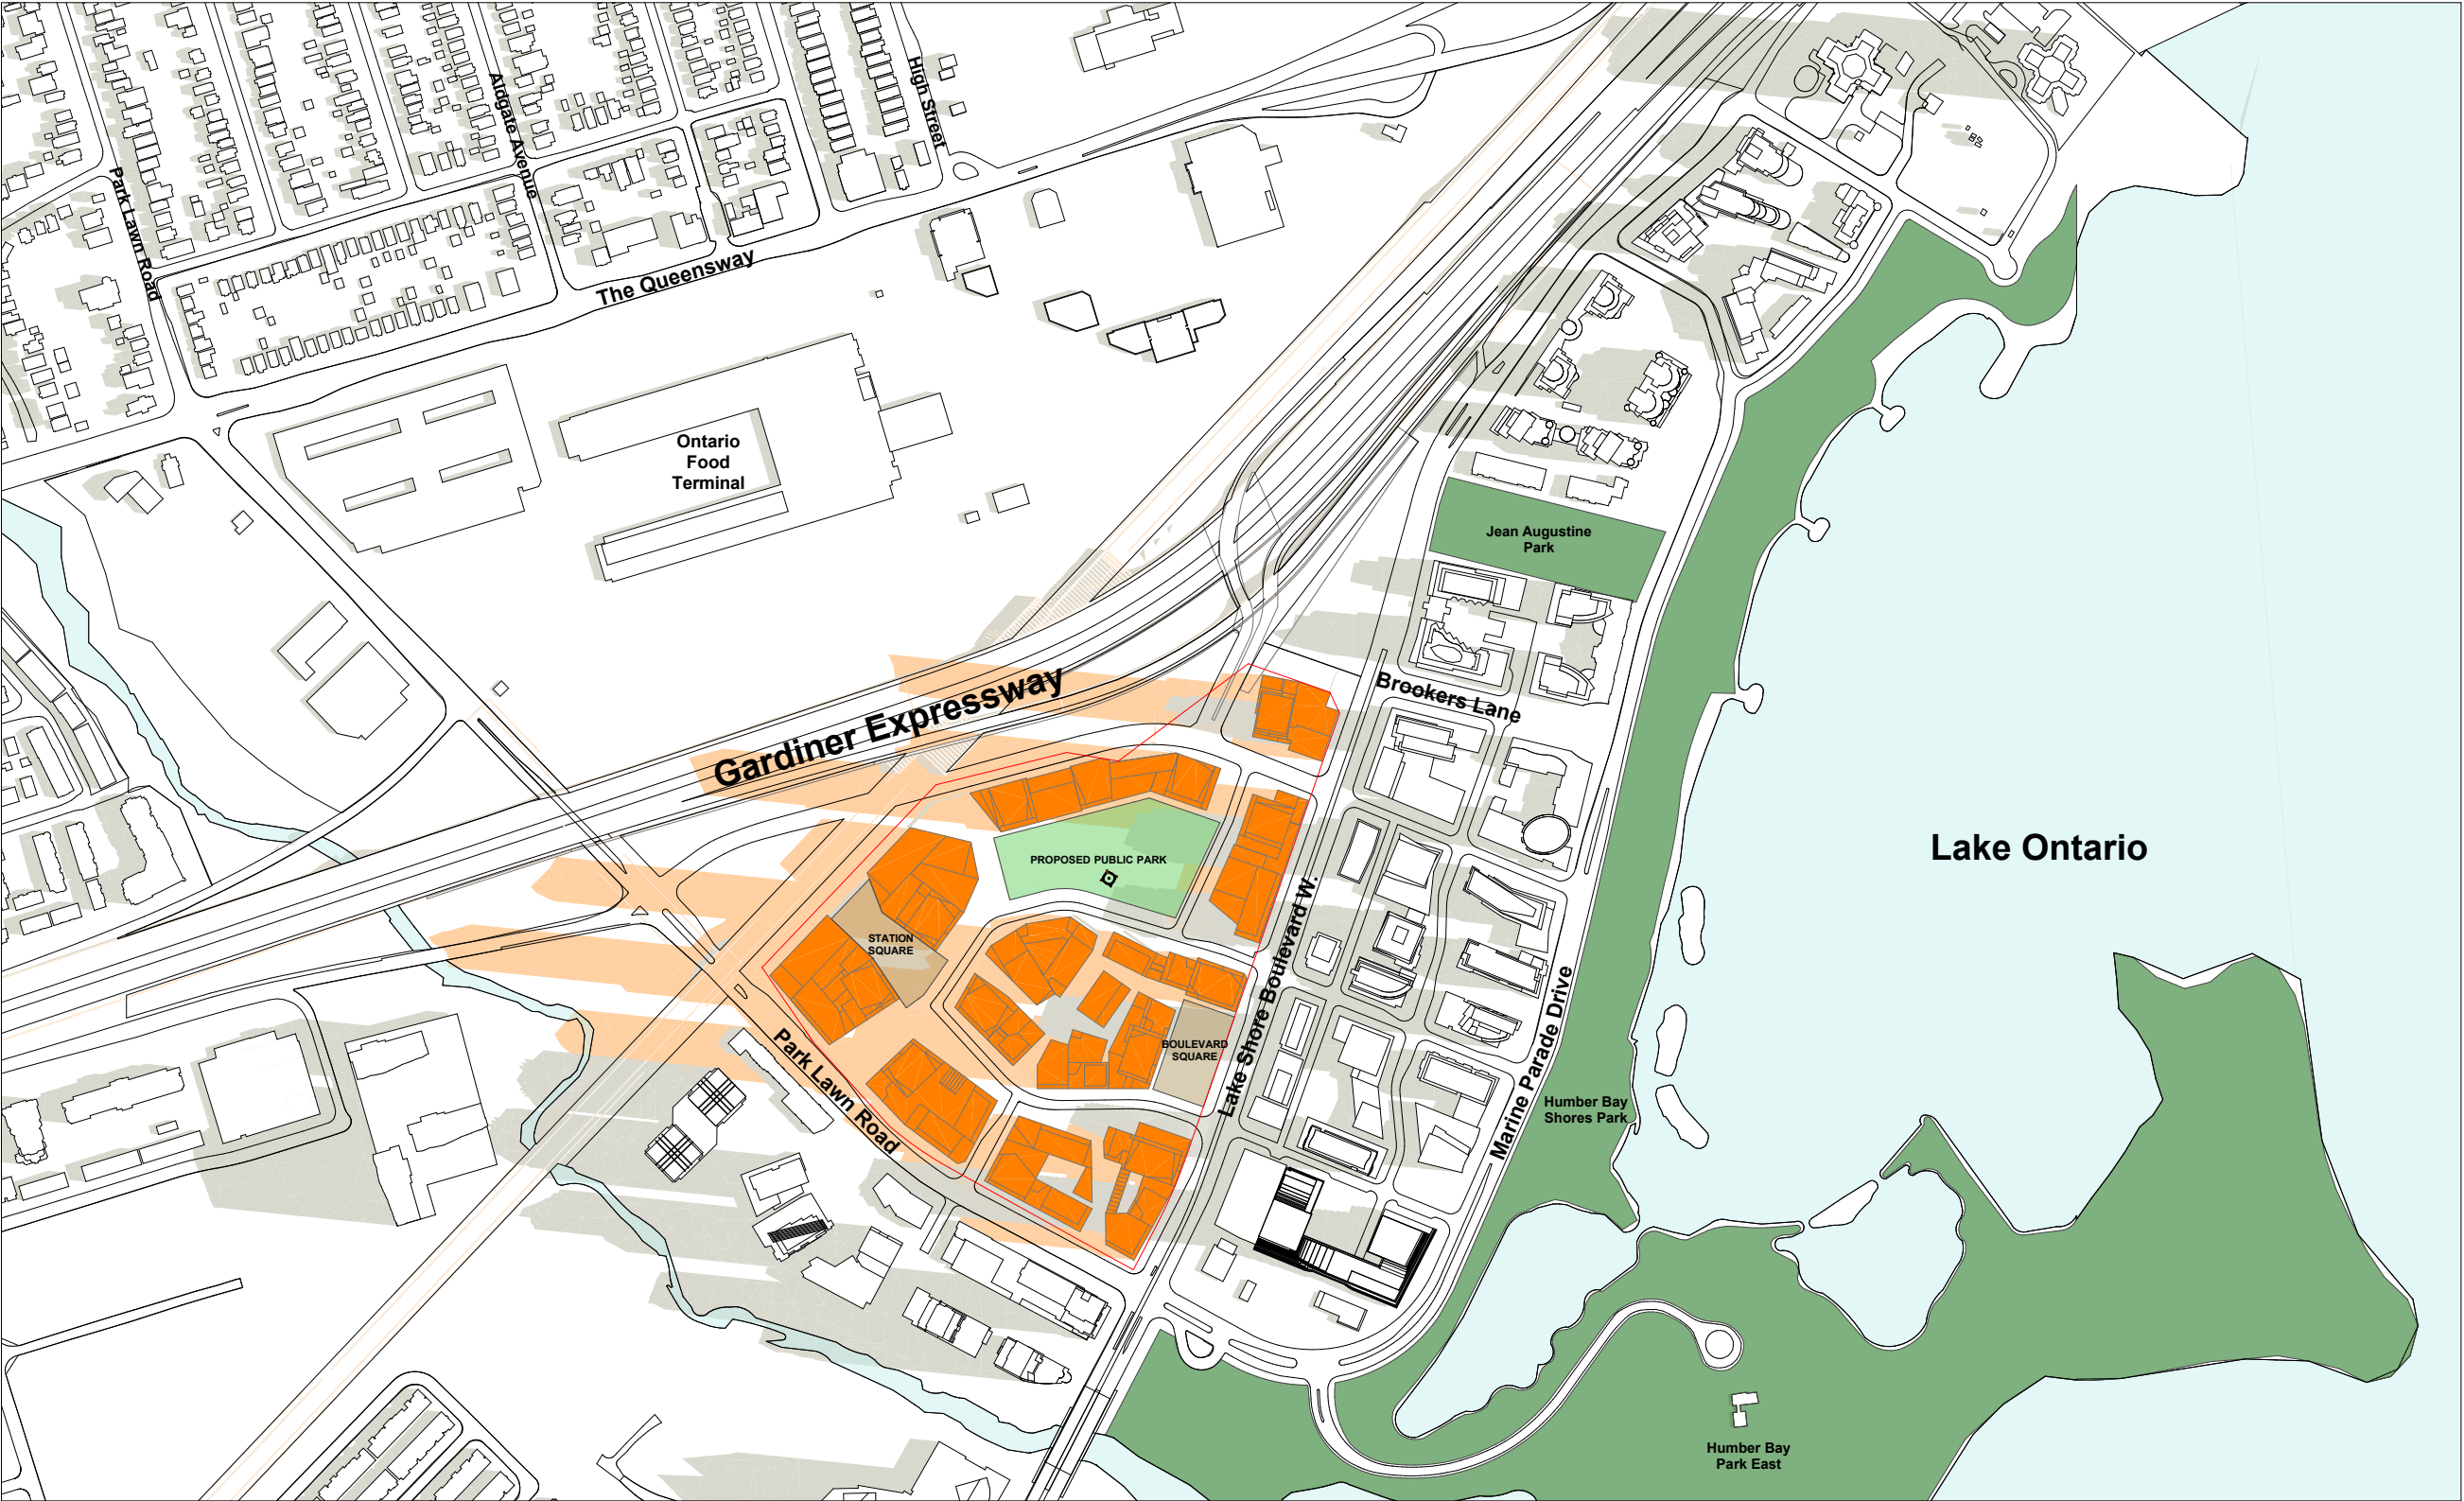 High Street
Aldgate Avenue
Park Lawn Road
The Queensway
Ontario
Food
Terminal
Jean Augustine
Park
Gardiner Expressway
Brookers Lane
Lake Ontario
PROPOSED PUBLIC PARK
STATION
SQUARE
Lake Shore Boulevard W.
BOULEVARD
SQUARE
Park Lawn Road
Marine Parade Drive
Humber Bay
Shores Park
Humber Bay
Park East